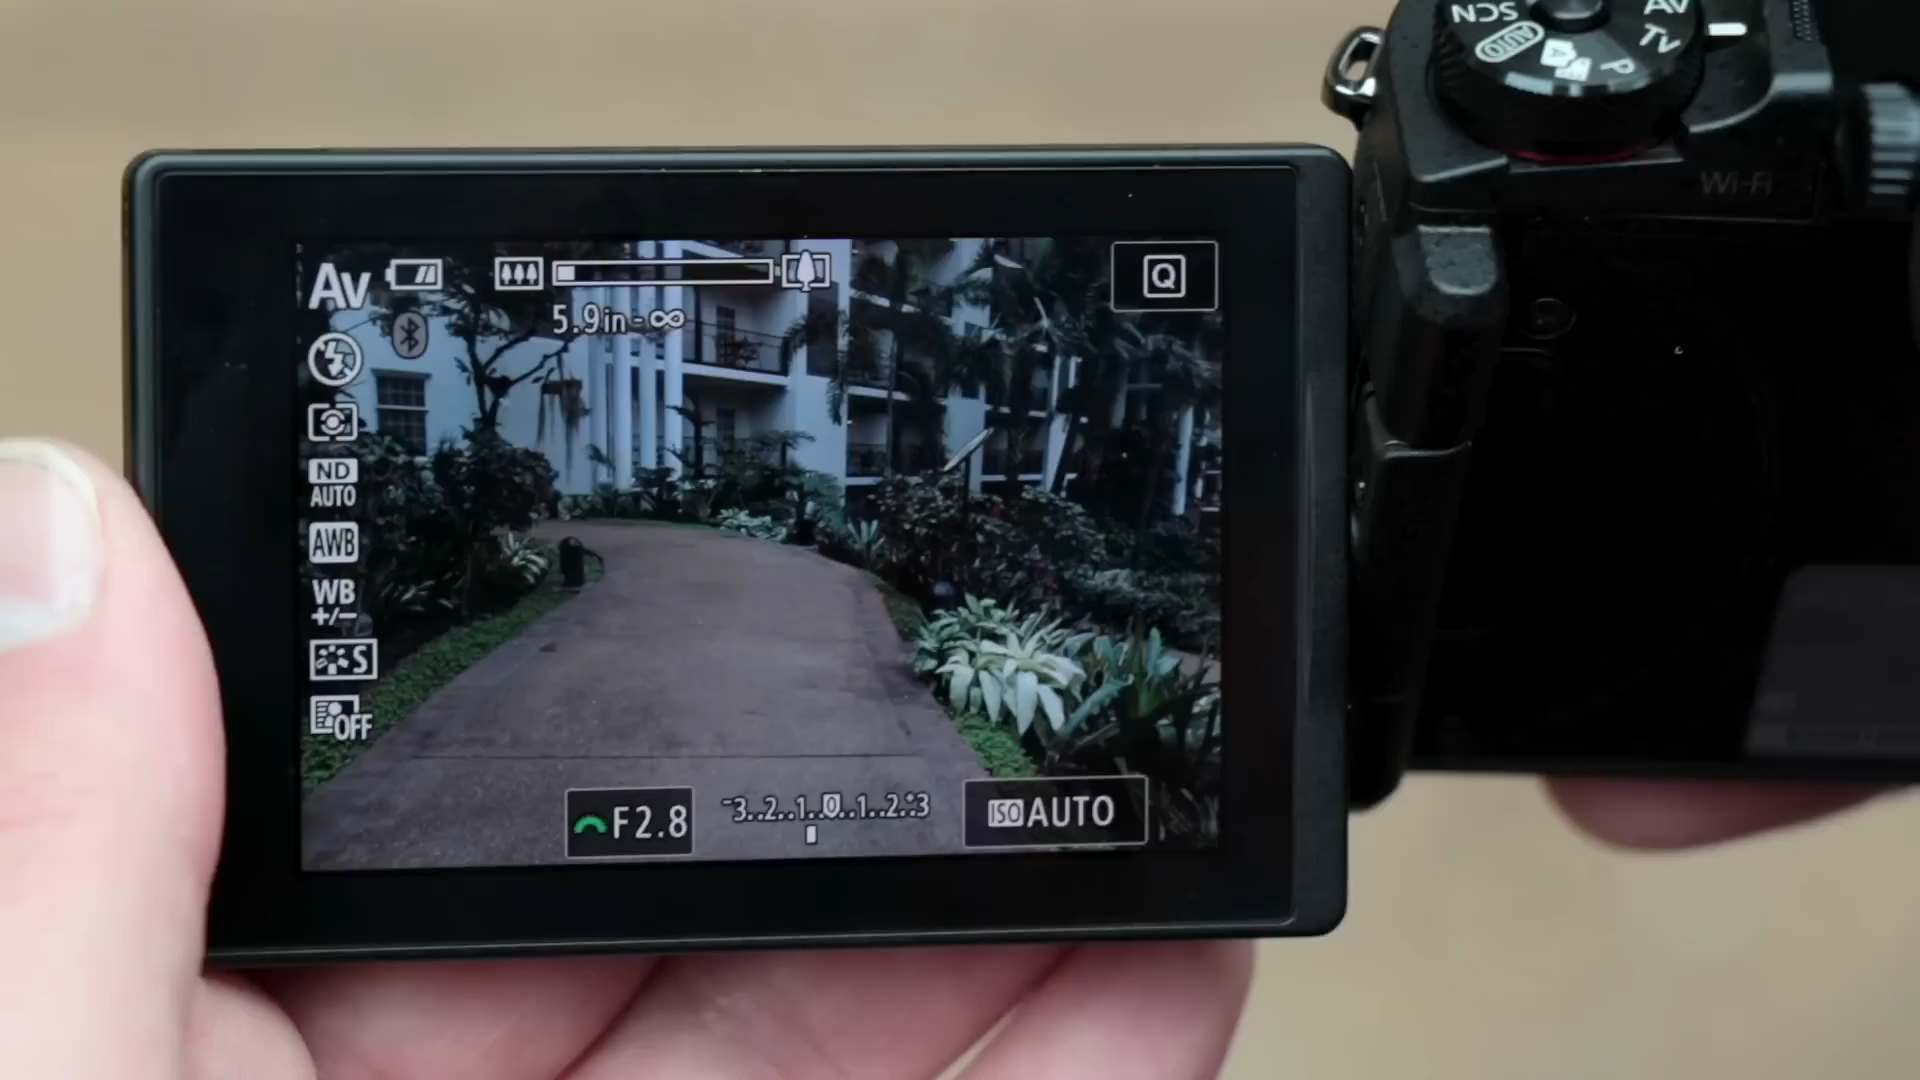 SCN
AV
AUTO
Tv
A
P
Wi-Fi
Av
Q
5.9in-∞
ND
AUTO
AWB
WB
+/−
S
OFF
F2.8
-3..2..1..0..1..2..+3
ISO AUTO